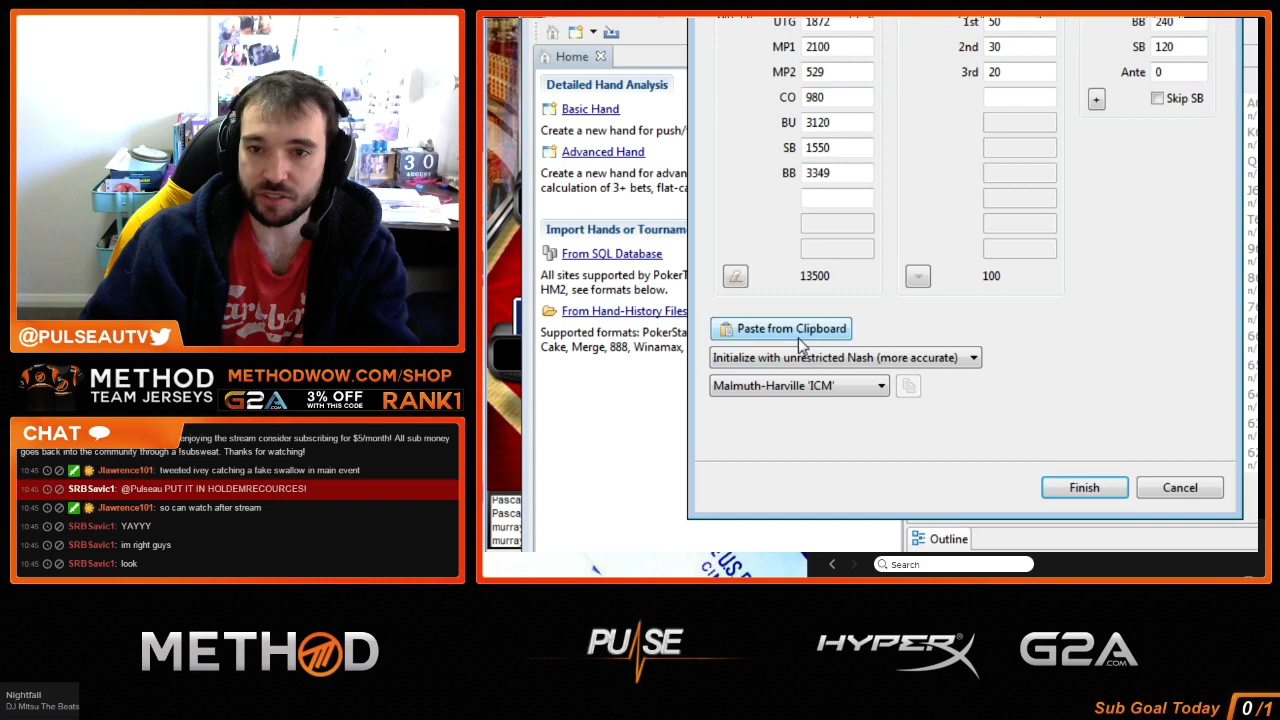 UTG 1872 1st 50 BB 240
MP1 2100 2nd 30 SB 120
MP2 529 3rd 20 Ante 0
CO 980 + Skip SB
BU 3120
SB 1550
BB 3349
13500 100
Paste from Clipboard
Initialize with unrestricted Nash (more accurate)
Malmuth-Harville 'ICM'
Finish Cancel
Home
Detailed Hand Analysis
Basic Hand
Create a new hand for push/
Advanced Hand
Create a new hand for advan
calculation of 3+ bets, flat-ca
Import Hands or Tournam
From SQL Database
All sites supported by PokerT
HM2, see formats below.
From Hand-History Files
Supported formats: PokerSta
Cake, Merge, 888, Winamax,
Pasca
Pasca
murray
murray
Outline
Search
30
AUGUST
@PULSEAUTV
METHOD
TEAM JERSEYS
METHODWOW.COM/SHOP
G2A 3% OFF
WITH THIS CODE
RANK1
CHAT
enjoying the stream consider subscribing for $5/month! All sub money
goes back into the community through a !subsweat. Thanks for watching!
10:45 Jlawrence101: tweeted ivey catching a fake swallow in main event
10:45 SRBSavic1: @Pulseau PUT IT IN HOLDEMRECOURCES!
10:45 Jlawrence101: so can watch after stream
10:45 SRBSavic1: YAYYY
10:45 SRBSavic1: im right guys
10:45 SRBSavic1: look
METHOD PULSE HYPERX G2A.COM
Nightfall
DJ Mitsu The Beats
Sub Goal Today 0/1